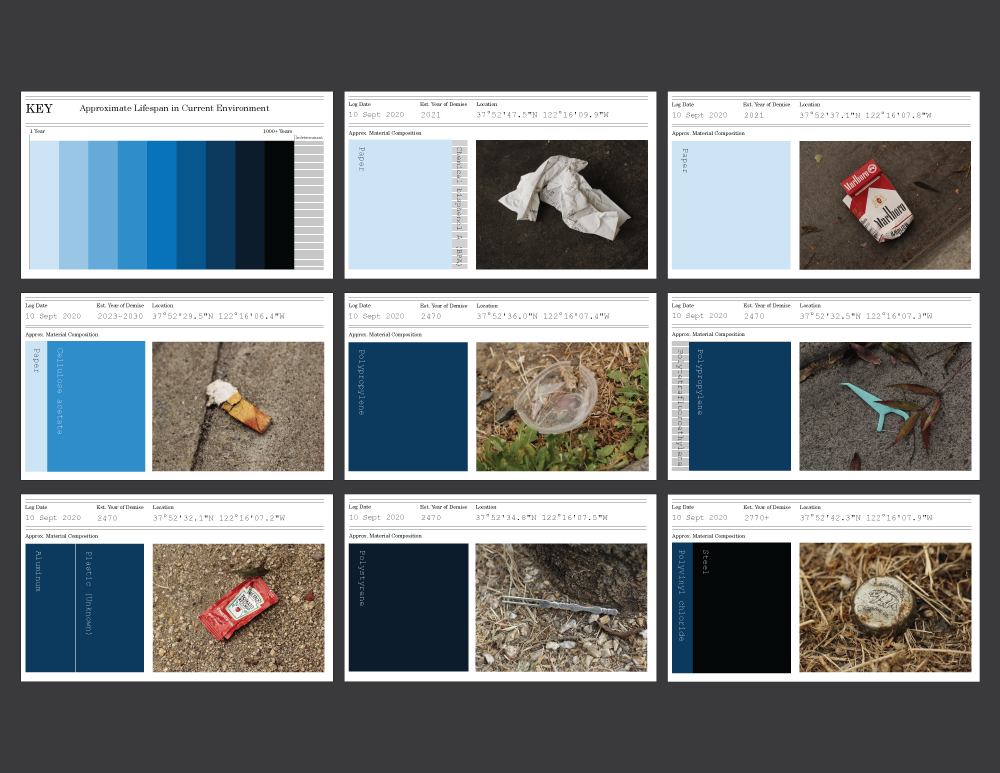 KEY Approximate Lifespan in Current Environment
1 Year 1000+ Years
Indeterminant
Log Date Est. Year of Demise Location
10 Sept 2020 2021 37°52'47.5"N 122°16'09.9"W
Approx. Material Composition
Paper
Chemical Bisphenol A (BPA)
Log Date Est. Year of Demise Location
10 Sept 2020 2021 37°52'37.1"N 122°16'07.8"W
Approx. Material Composition
Paper
Marlboro
Marlboro
Log Date Est. Year of Demise Location
10 Sept 2020 2023-2030 37°52'29.5"N 122°16'06.4"W
Approx. Material Composition
Paper
Cellulose acetate
Log Date Est. Year of Demise Location
10 Sept 2020 2470 37°52'36.0"N 122°16'07.4"W
Approx. Material Composition
Polypropylene
Log Date Est. Year of Demise Location
10 Sept 2020 2470 37°52'32.5"N 122°16'07.3"W
Approx. Material Composition
Polytetrafluoroethylene
Polypropylene
Log Date Est. Year of Demise Location
10 Sept 2020 2470 37°52'32.1"N 122°16'07.2"W
Approx. Material Composition
Aluminum
Plastic (Unknown)
Log Date Est. Year of Demise Location
10 Sept 2020 2470 37°52'34.8"N 122°16'07.5"W
Approx. Material Composition
Polystyrene
Log Date Est. Year of Demise Location
10 Sept 2020 2770+ 37°52'42.3"N 122°16'07.9"W
Approx. Material Composition
Polyvinyl chloride
Steel